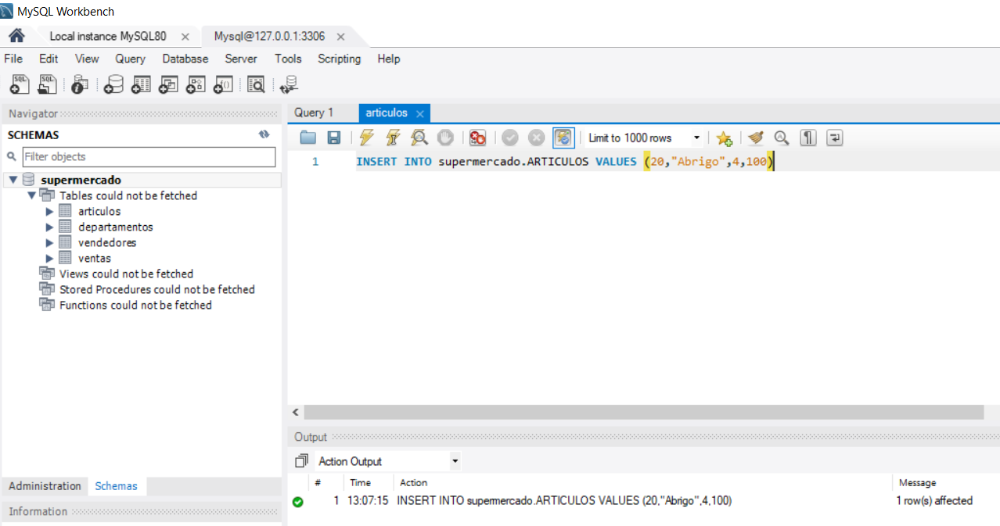 MySQL Workbench
Local instance MySQL80
Mysql@127.0.0.1:3306
File Edit View Query Database Server Tools Scripting Help
Navigator
SCHEMAS
Filter objects
supermercado
Tables could not be fetched
articulos
departamentos
vendedores
ventas
Views could not be fetched
Stored Procedures could not be fetched
Functions could not be fetched
Administration Schemas
Information
Query 1 articulos
Limit to 1000 rows
1 INSERT INTO supermercado.ARTICULOS VALUES (20,"Abrigo",4,100)
Output
Action Output
# Time Action Message
1 13:07:15 INSERT INTO supermercado.ARTICULOS VALUES (20,"Abrigo",4,100) 1 row(s) affected